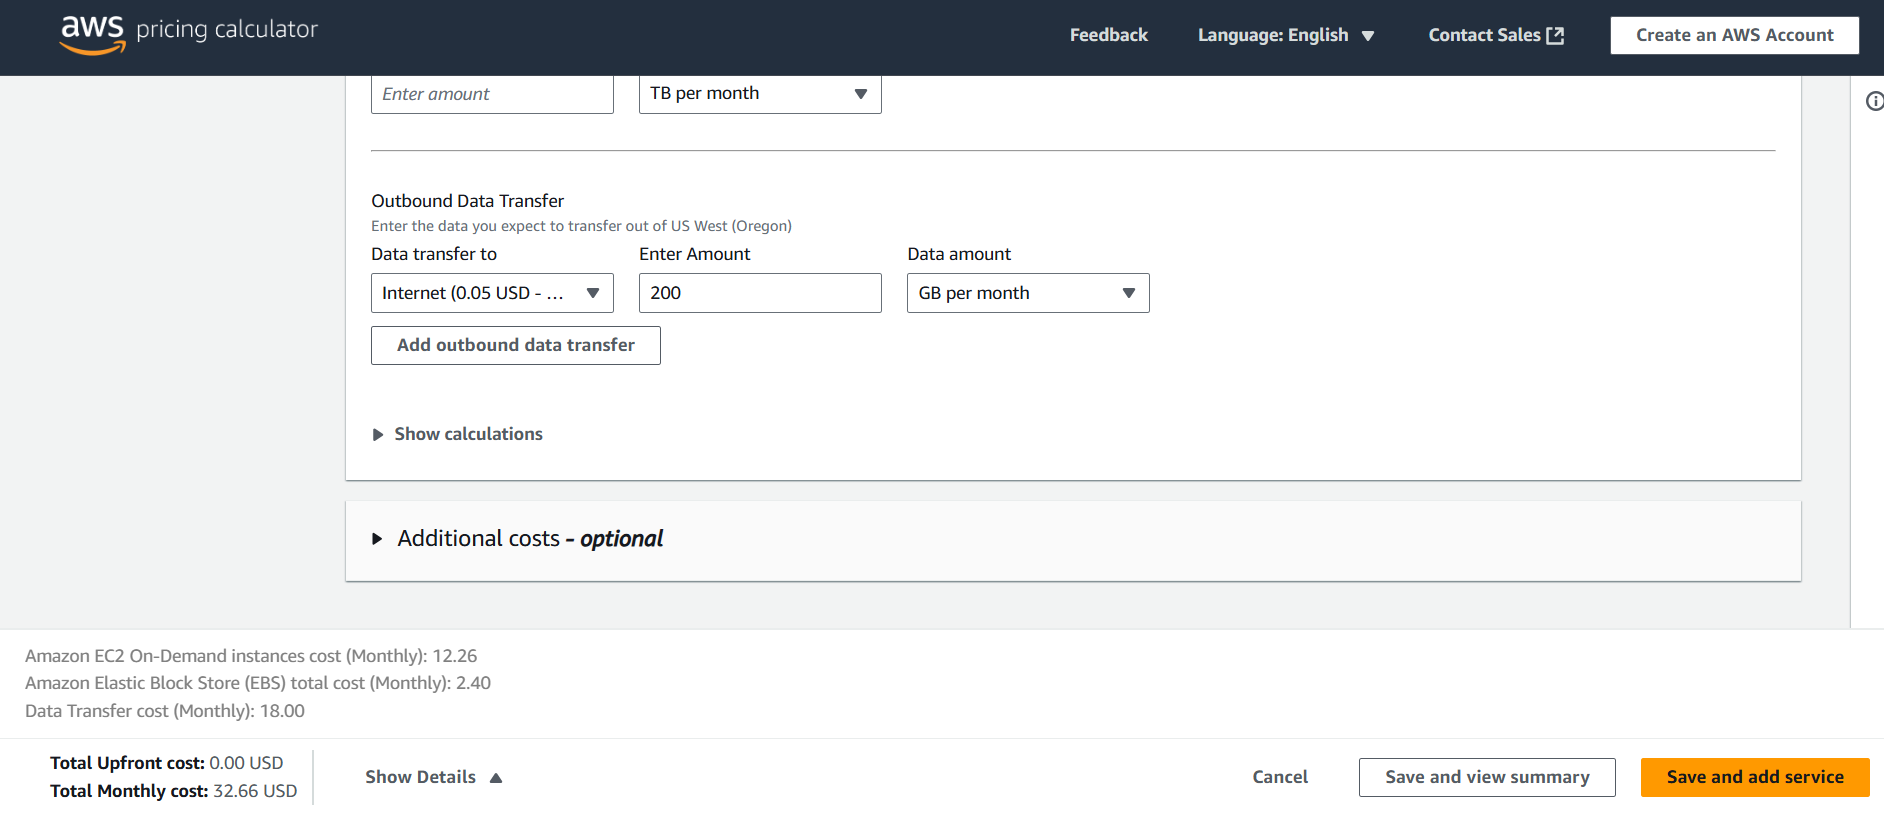 aws pricing calculator
Feedback
Language: English
Contact Sales
Create an AWS Account
Enter amount
TB per month
Outbound Data Transfer
Enter the data you expect to transfer out of US West (Oregon)
Data transfer to
Enter Amount
Data amount
Internet (0.05 USD - ...
200
GB per month
Add outbound data transfer
Show calculations
Additional costs - optional
Amazon EC2 On-Demand instances cost (Monthly): 12.26
Amazon Elastic Block Store (EBS) total cost (Monthly): 2.40
Data Transfer cost (Monthly): 18.00
Total Upfront cost: 0.00 USD
Total Monthly cost: 32.66 USD
Show Details
Cancel
Save and view summary
Save and add service